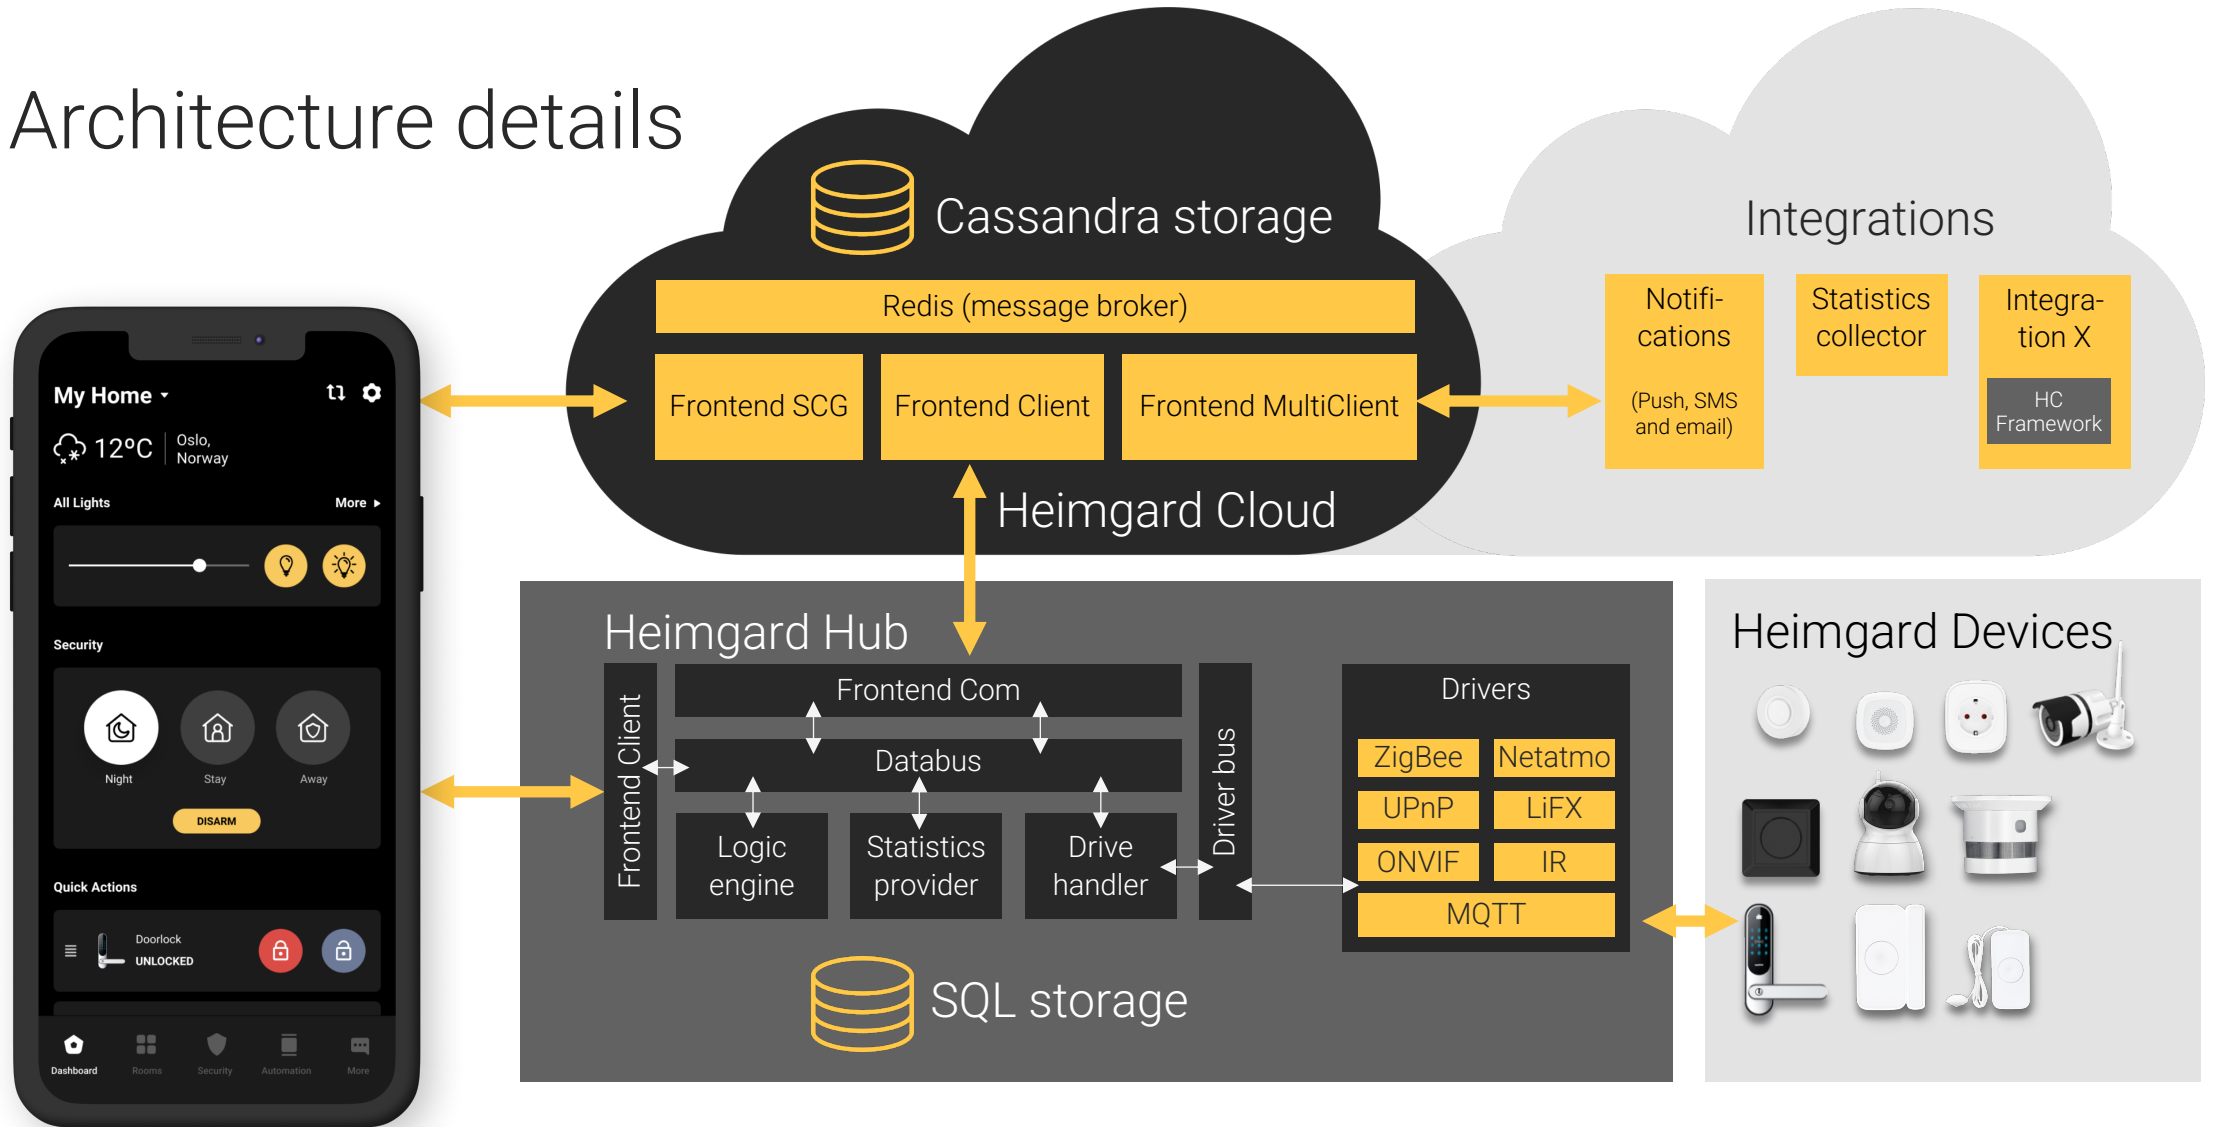 Architecture details
Cassandra storage
Redis (message broker)
Frontend SCG
Frontend Client
Frontend MultiClient
Heimgard Cloud
Integrations
Notifi-
cations
(Push, SMS
and email)
Statistics
collector
Integra-
tion X
HC
Framework
My Home
12°C
Oslo,
Norway
All Lights
More
Security
Night
Stay
Away
DISARM
Quick Actions
Doorlock
UNLOCKED
Dashboard
Rooms
Security
Automation
More
Heimgard Hub
Frontend Client
Frontend Com
Databus
Logic
engine
Statistics
provider
Drive
handler
Driver bus
Drivers
ZigBee
Netatmo
UPnP
LiFX
ONVIF
IR
MQTT
SQL storage
Heimgard Devices